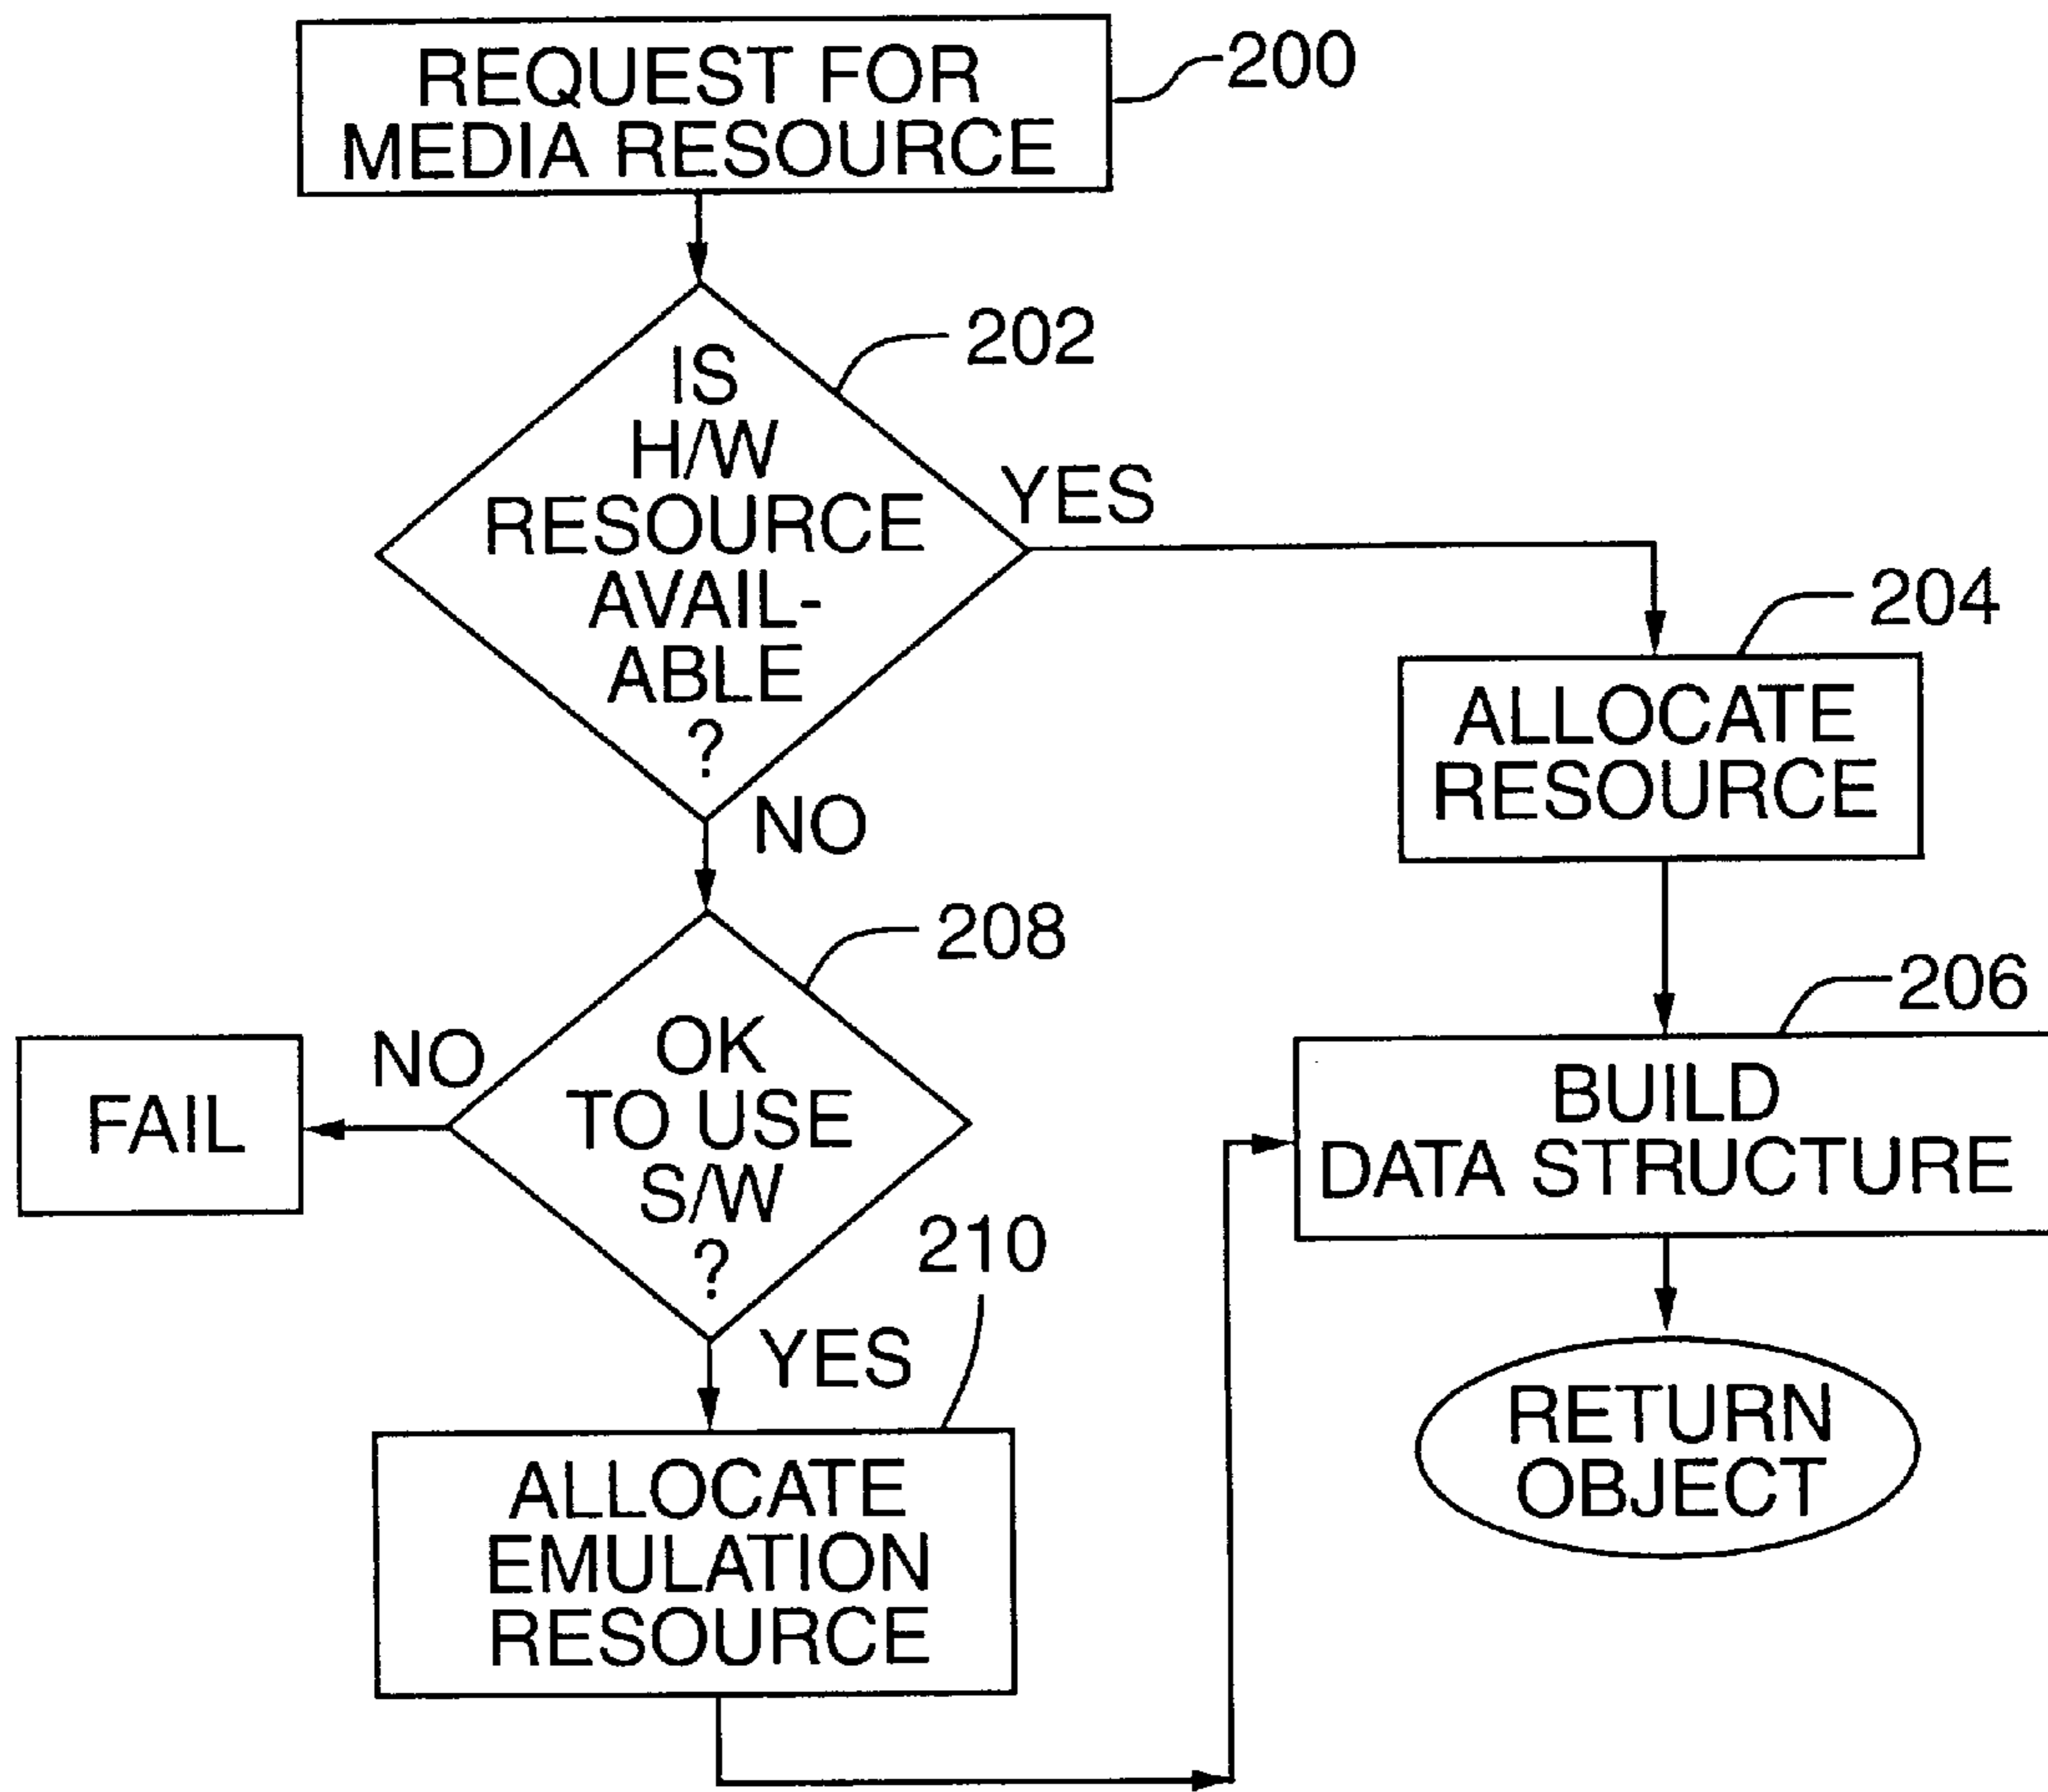 REQUEST FOR
MEDIA RESOURCE
200
IS
H/W
RESOURCE
AVAIL-
ABLE
?
202
YES
NO
204
ALLOCATE
RESOURCE
206
BUILD
DATA STRUCTURE
RETURN
OBJECT
208
OK
TO USE
S/W
?
NO
FAIL
YES
210
ALLOCATE
EMULATION
RESOURCE